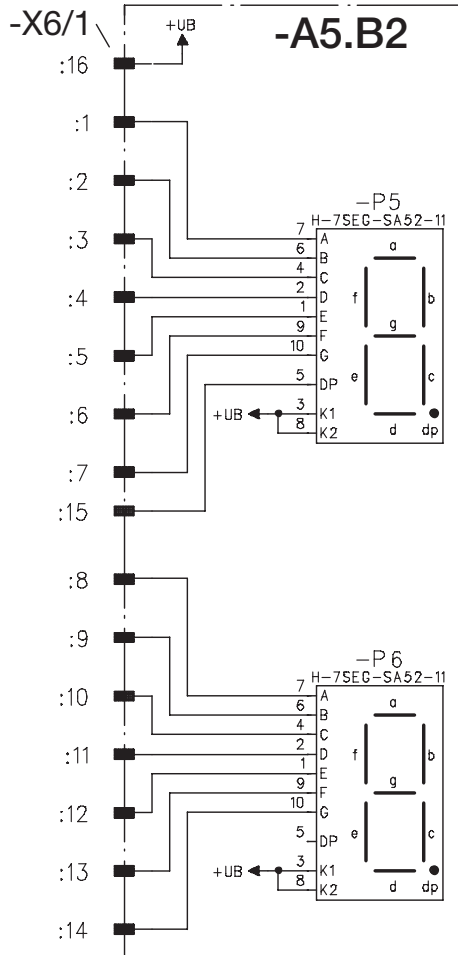 -X6/1
+UB
-A5.B2
:16
:1
:2
:3
:4
:5
:6
:7
:15
-P5
H-7SEG-SA52-11
7 A
6 B
4 C
2 D
1 E
9 F
10 G
5 DP
+UB 3 K1
8 K2
a
f b
g
e c
d dp
:8
:9
:10
:11
:12
:13
:14
-P6
H-7SEG-SA52-11
7 A
6 B
4 C
2 D
1 E
9 F
10 G
5 DP
+UB 3 K1
8 K2
a
f b
g
e c
d dp